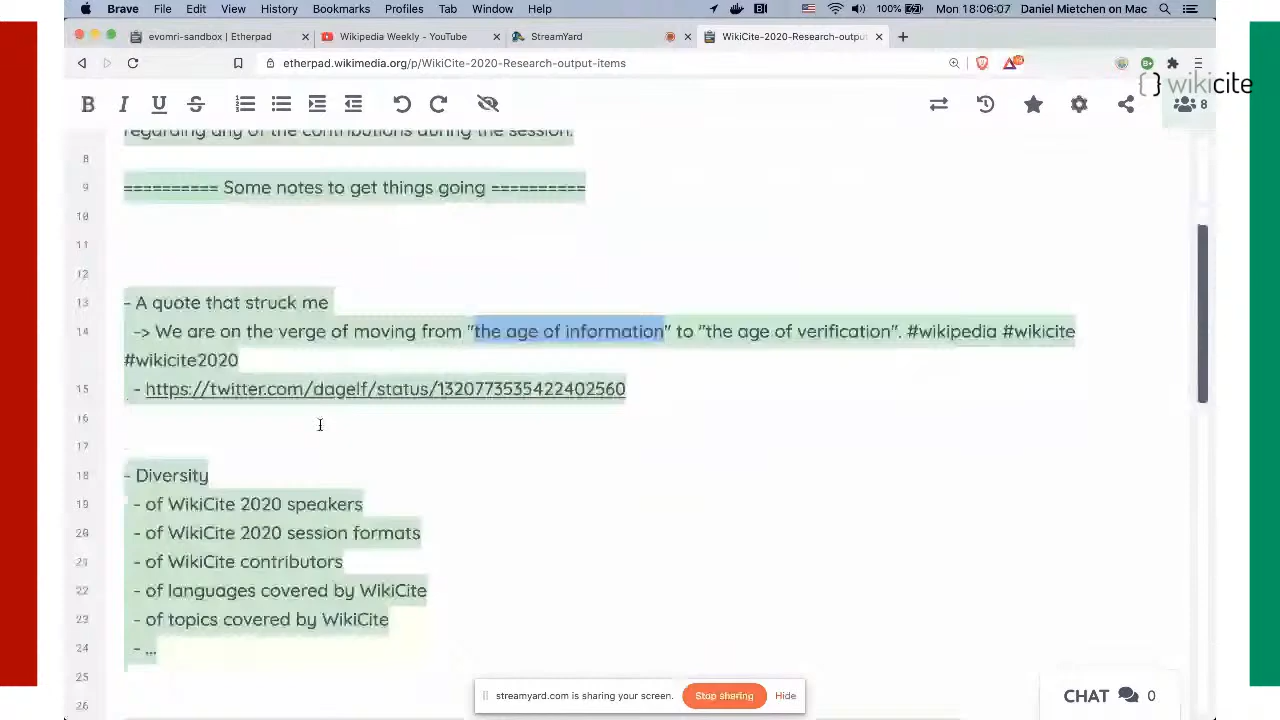 Brave File Edit View History Bookmarks Profiles Tab Window Help 100% Mon 18:06:07 Daniel Mietchen on Mac
evomri-sandbox | Etherpad Wikipedia Weekly - YouTube StreamYard WikiCite-2020-Research-output
etherpad.wikimedia.org/p/WikiCite-2020-Research-output-items
wikicite
8
regarding any of the contributions during the session.
8
9 ========== Some notes to get things going ==========
10
11
12
13 - A quote that struck me
14 -> We are on the verge of moving from "the age of information" to "the age of verification". #wikipedia #wikicite
#wikicite2020
15 - https://twitter.com/dagelf/status/1320773535422402560
16
17
18 - Diversity
19 - of WikiCite 2020 speakers
20 - of WikiCite 2020 session formats
21 - of WikiCite contributors
22 - of languages covered by WikiCite
23 - of topics covered by WikiCite
24 - ...
25
26
streamyard.com is sharing your screen. Stop sharing Hide
CHAT 0